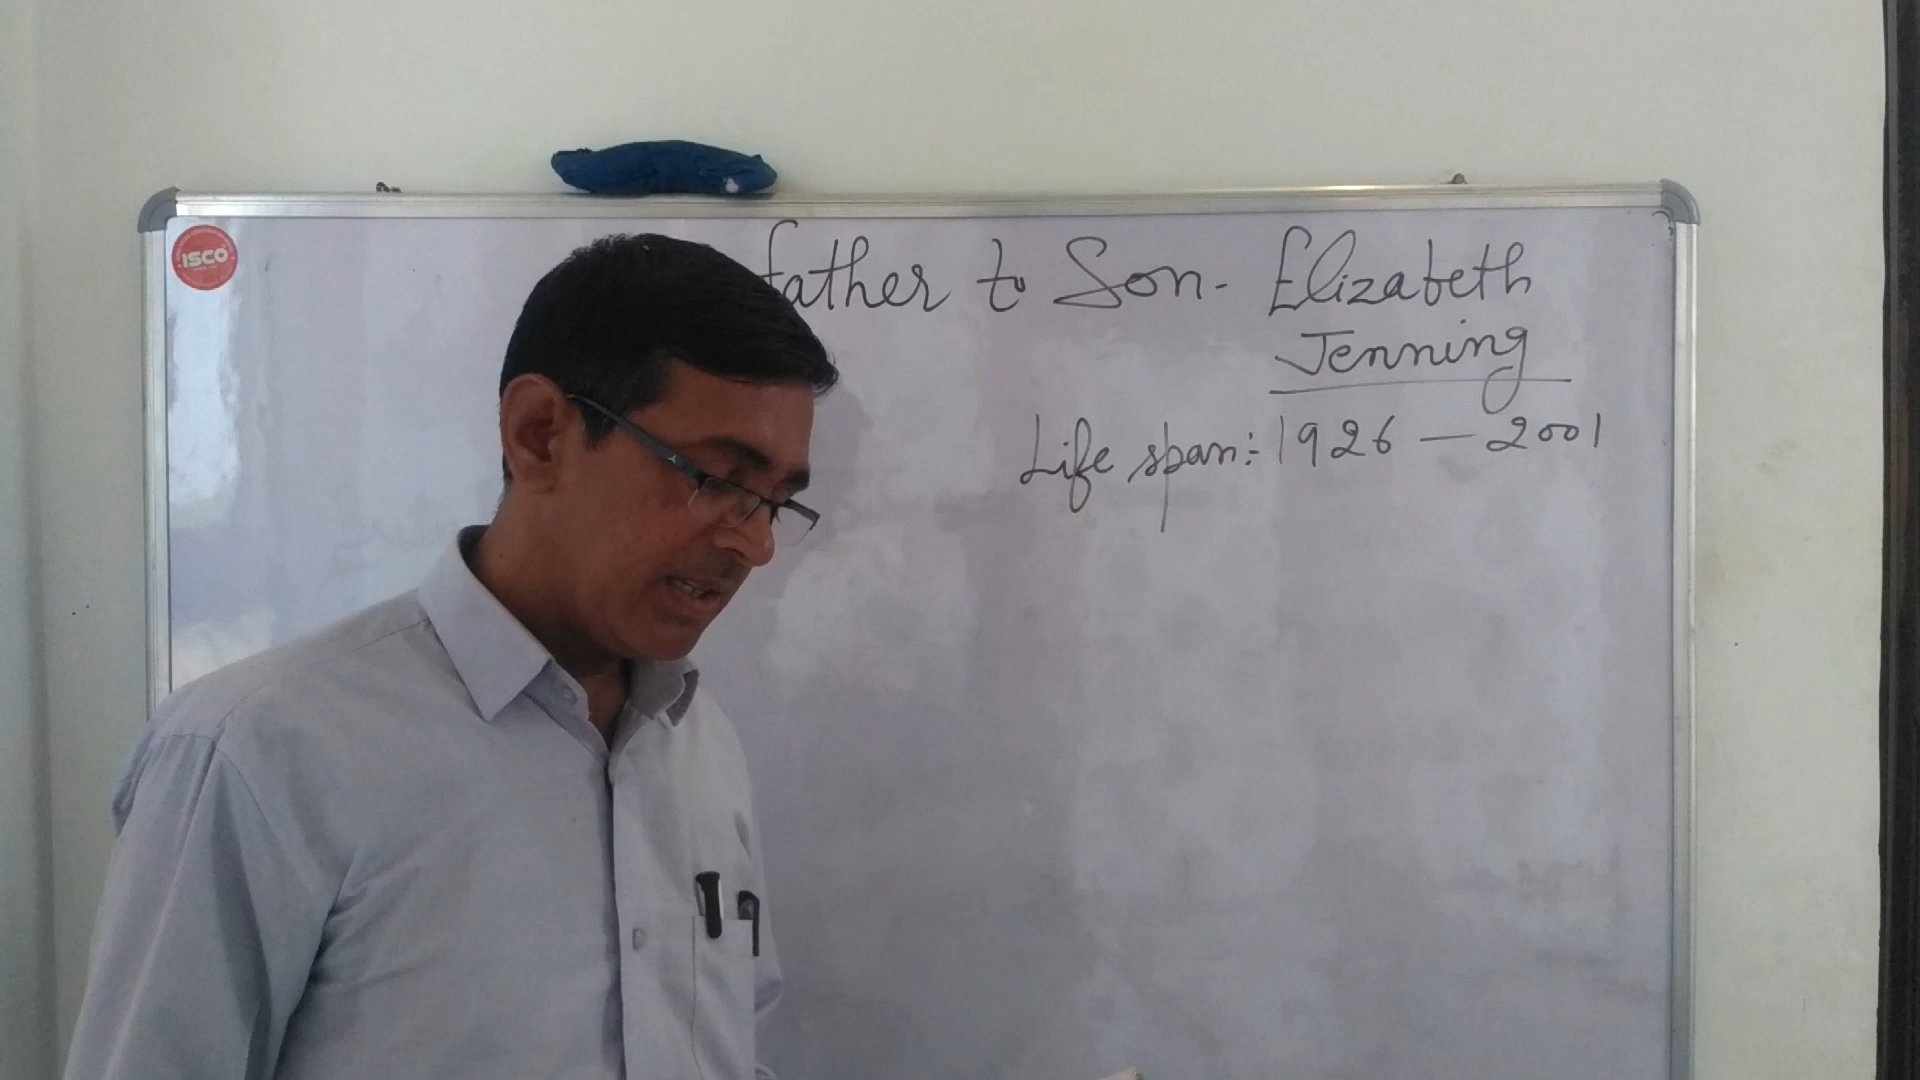 ISCO
father to Son- Elizabeth
Jenning
Life span:- 1926 — 2001